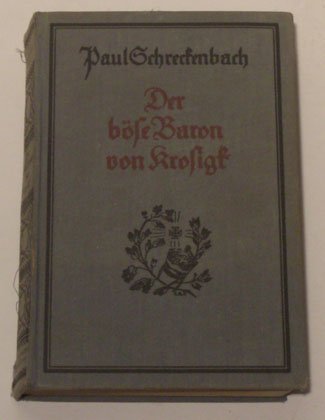 Paul Schreckenbach
Der
böſe Baron
von Kroſigk